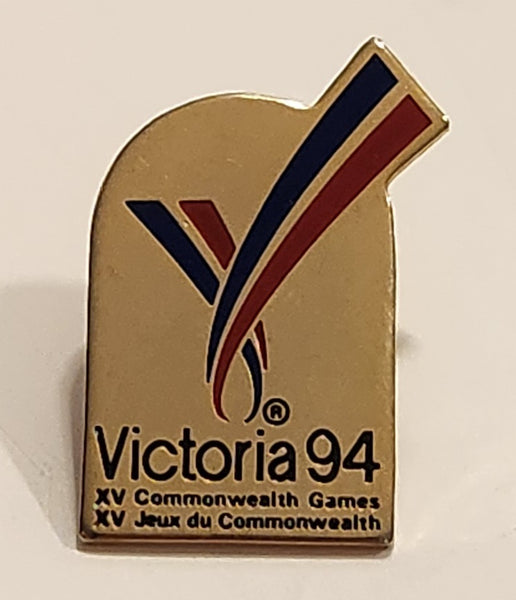 ®
Victoria 94
XV Commonwealth Games
XV Jeux du Commonwealth